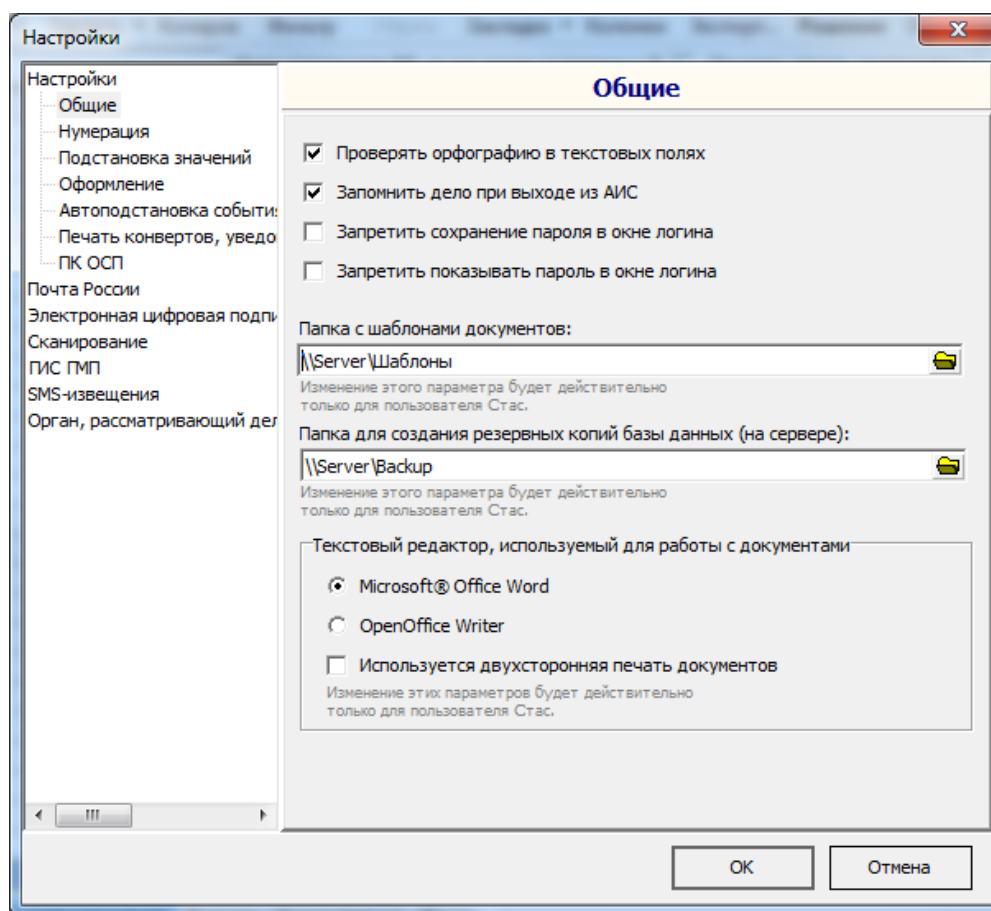 Настройки
Настройки
Общие
Нумерация
Подстановка значений
Оформление
Автоподстановка событи
Печать конвертов, уведо
ПК ОСП
Почта России
Электронная цифровая подпи
Сканирование
ГИС ГМП
SMS-извещения
Орган, рассматривающий дел
Общие
Проверять орфографию в текстовых полях
Запомнить дело при выходе из АИС
Запретить сохранение пароля в окне логина
Запретить показывать пароль в окне логина
Папка с шаблонами документов:
\\Server\Шаблоны
Изменение этого параметра будет действительно
только для пользователя Стас.
Папка для создания резервных копий базы данных (на сервере):
\\Server\Backup
Изменение этого параметра будет действительно
только для пользователя Стас.
Текстовый редактор, используемый для работы с документами
Microsoft® Office Word
OpenOffice Writer
Используется двухсторонняя печать документов
Изменение этих параметров будет действительно
только для пользователя Стас.
OK
Отмена